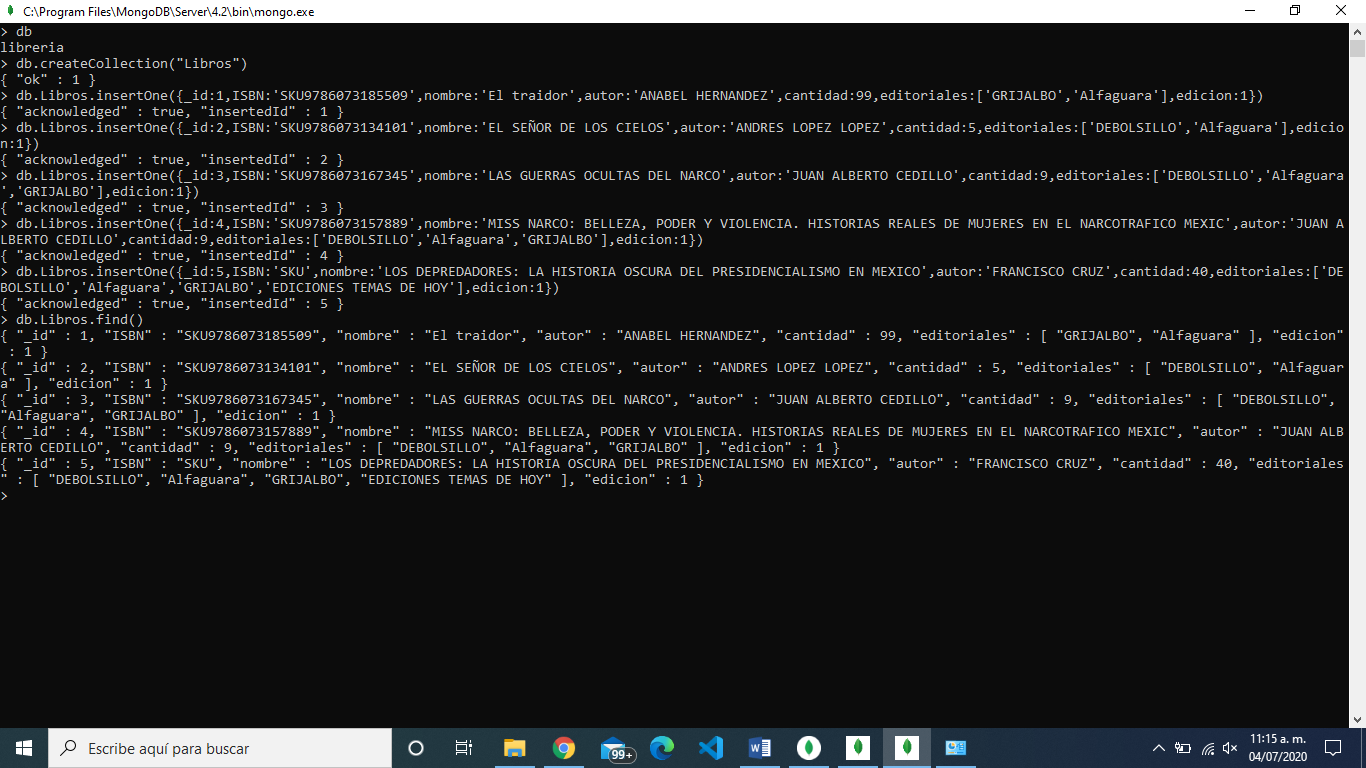 C:\Program Files\MongoDB\Server\4.2\bin\mongo.exe
> db
libreria
> db.createCollection("Libros")
{ "ok" : 1 }
> db.Libros.insertOne({_id:1,ISBN:'SKU9786073185509',nombre:'El traidor',autor:'ANABEL HERNANDEZ',cantidad:99,editoriales:['GRIJALBO','Alfaguara'],edicion:1})
{ "acknowledged" : true, "insertedId" : 1 }
> db.Libros.insertOne({_id:2,ISBN:'SKU9786073134101',nombre:'EL SEÑOR DE LOS CIELOS',autor:'ANDRES LOPEZ LOPEZ',cantidad:5,editoriales:['DEBOLSILLO','Alfaguara'],edicio
n:1})
{ "acknowledged" : true, "insertedId" : 2 }
> db.Libros.insertOne({_id:3,ISBN:'SKU9786073167345',nombre:'LAS GUERRAS OCULTAS DEL NARCO',autor:'JUAN ALBERTO CEDILLO',cantidad:9,editoriales:['DEBOLSILLO','Alfaguara
','GRIJALBO'],edicion:1})
{ "acknowledged" : true, "insertedId" : 3 }
> db.Libros.insertOne({_id:4,ISBN:'SKU9786073157889',nombre:'MISS NARCO: BELLEZA, PODER Y VIOLENCIA. HISTORIAS REALES DE MUJERES EN EL NARCOTRAFICO MEXIC',autor:'JUAN A
LBERTO CEDILLO',cantidad:9,editoriales:['DEBOLSILLO','Alfaguara','GRIJALBO'],edicion:1})
{ "acknowledged" : true, "insertedId" : 4 }
> db.Libros.insertOne({_id:5,ISBN:'SKU',nombre:'LOS DEPREDADORES: LA HISTORIA OSCURA DEL PRESIDENCIALISMO EN MEXICO',autor:'FRANCISCO CRUZ',cantidad:40,editoriales:['DE
BOLSILLO','Alfaguara','GRIJALBO','EDICIONES TEMAS DE HOY'],edicion:1})
{ "acknowledged" : true, "insertedId" : 5 }
> db.Libros.find()
{ "_id" : 1, "ISBN" : "SKU9786073185509", "nombre" : "El traidor", "autor" : "ANABEL HERNANDEZ", "cantidad" : 99, "editoriales" : [ "GRIJALBO", "Alfaguara" ], "edicion"
 : 1 }
{ "_id" : 2, "ISBN" : "SKU9786073134101", "nombre" : "EL SEÑOR DE LOS CIELOS", "autor" : "ANDRES LOPEZ LOPEZ", "cantidad" : 5, "editoriales" : [ "DEBOLSILLO", "Alfaguar
a" ], "edicion" : 1 }
{ "_id" : 3, "ISBN" : "SKU9786073167345", "nombre" : "LAS GUERRAS OCULTAS DEL NARCO", "autor" : "JUAN ALBERTO CEDILLO", "cantidad" : 9, "editoriales" : [ "DEBOLSILLO",
"Alfaguara", "GRIJALBO" ], "edicion" : 1 }
{ "_id" : 4, "ISBN" : "SKU9786073157889", "nombre" : "MISS NARCO: BELLEZA, PODER Y VIOLENCIA. HISTORIAS REALES DE MUJERES EN EL NARCOTRAFICO MEXIC", "autor" : "JUAN ALB
ERTO CEDILLO", "cantidad" : 9, "editoriales" : [ "DEBOLSILLO", "Alfaguara", "GRIJALBO" ], "edicion" : 1 }
{ "_id" : 5, "ISBN" : "SKU", "nombre" : "LOS DEPREDADORES: LA HISTORIA OSCURA DEL PRESIDENCIALISMO EN MEXICO", "autor" : "FRANCISCO CRUZ", "cantidad" : 40, "editoriales
" : [ "DEBOLSILLO", "Alfaguara", "GRIJALBO", "EDICIONES TEMAS DE HOY" ], "edicion" : 1 }
>
Escribe aquí para buscar
99+
11:15 a. m.
04/07/2020